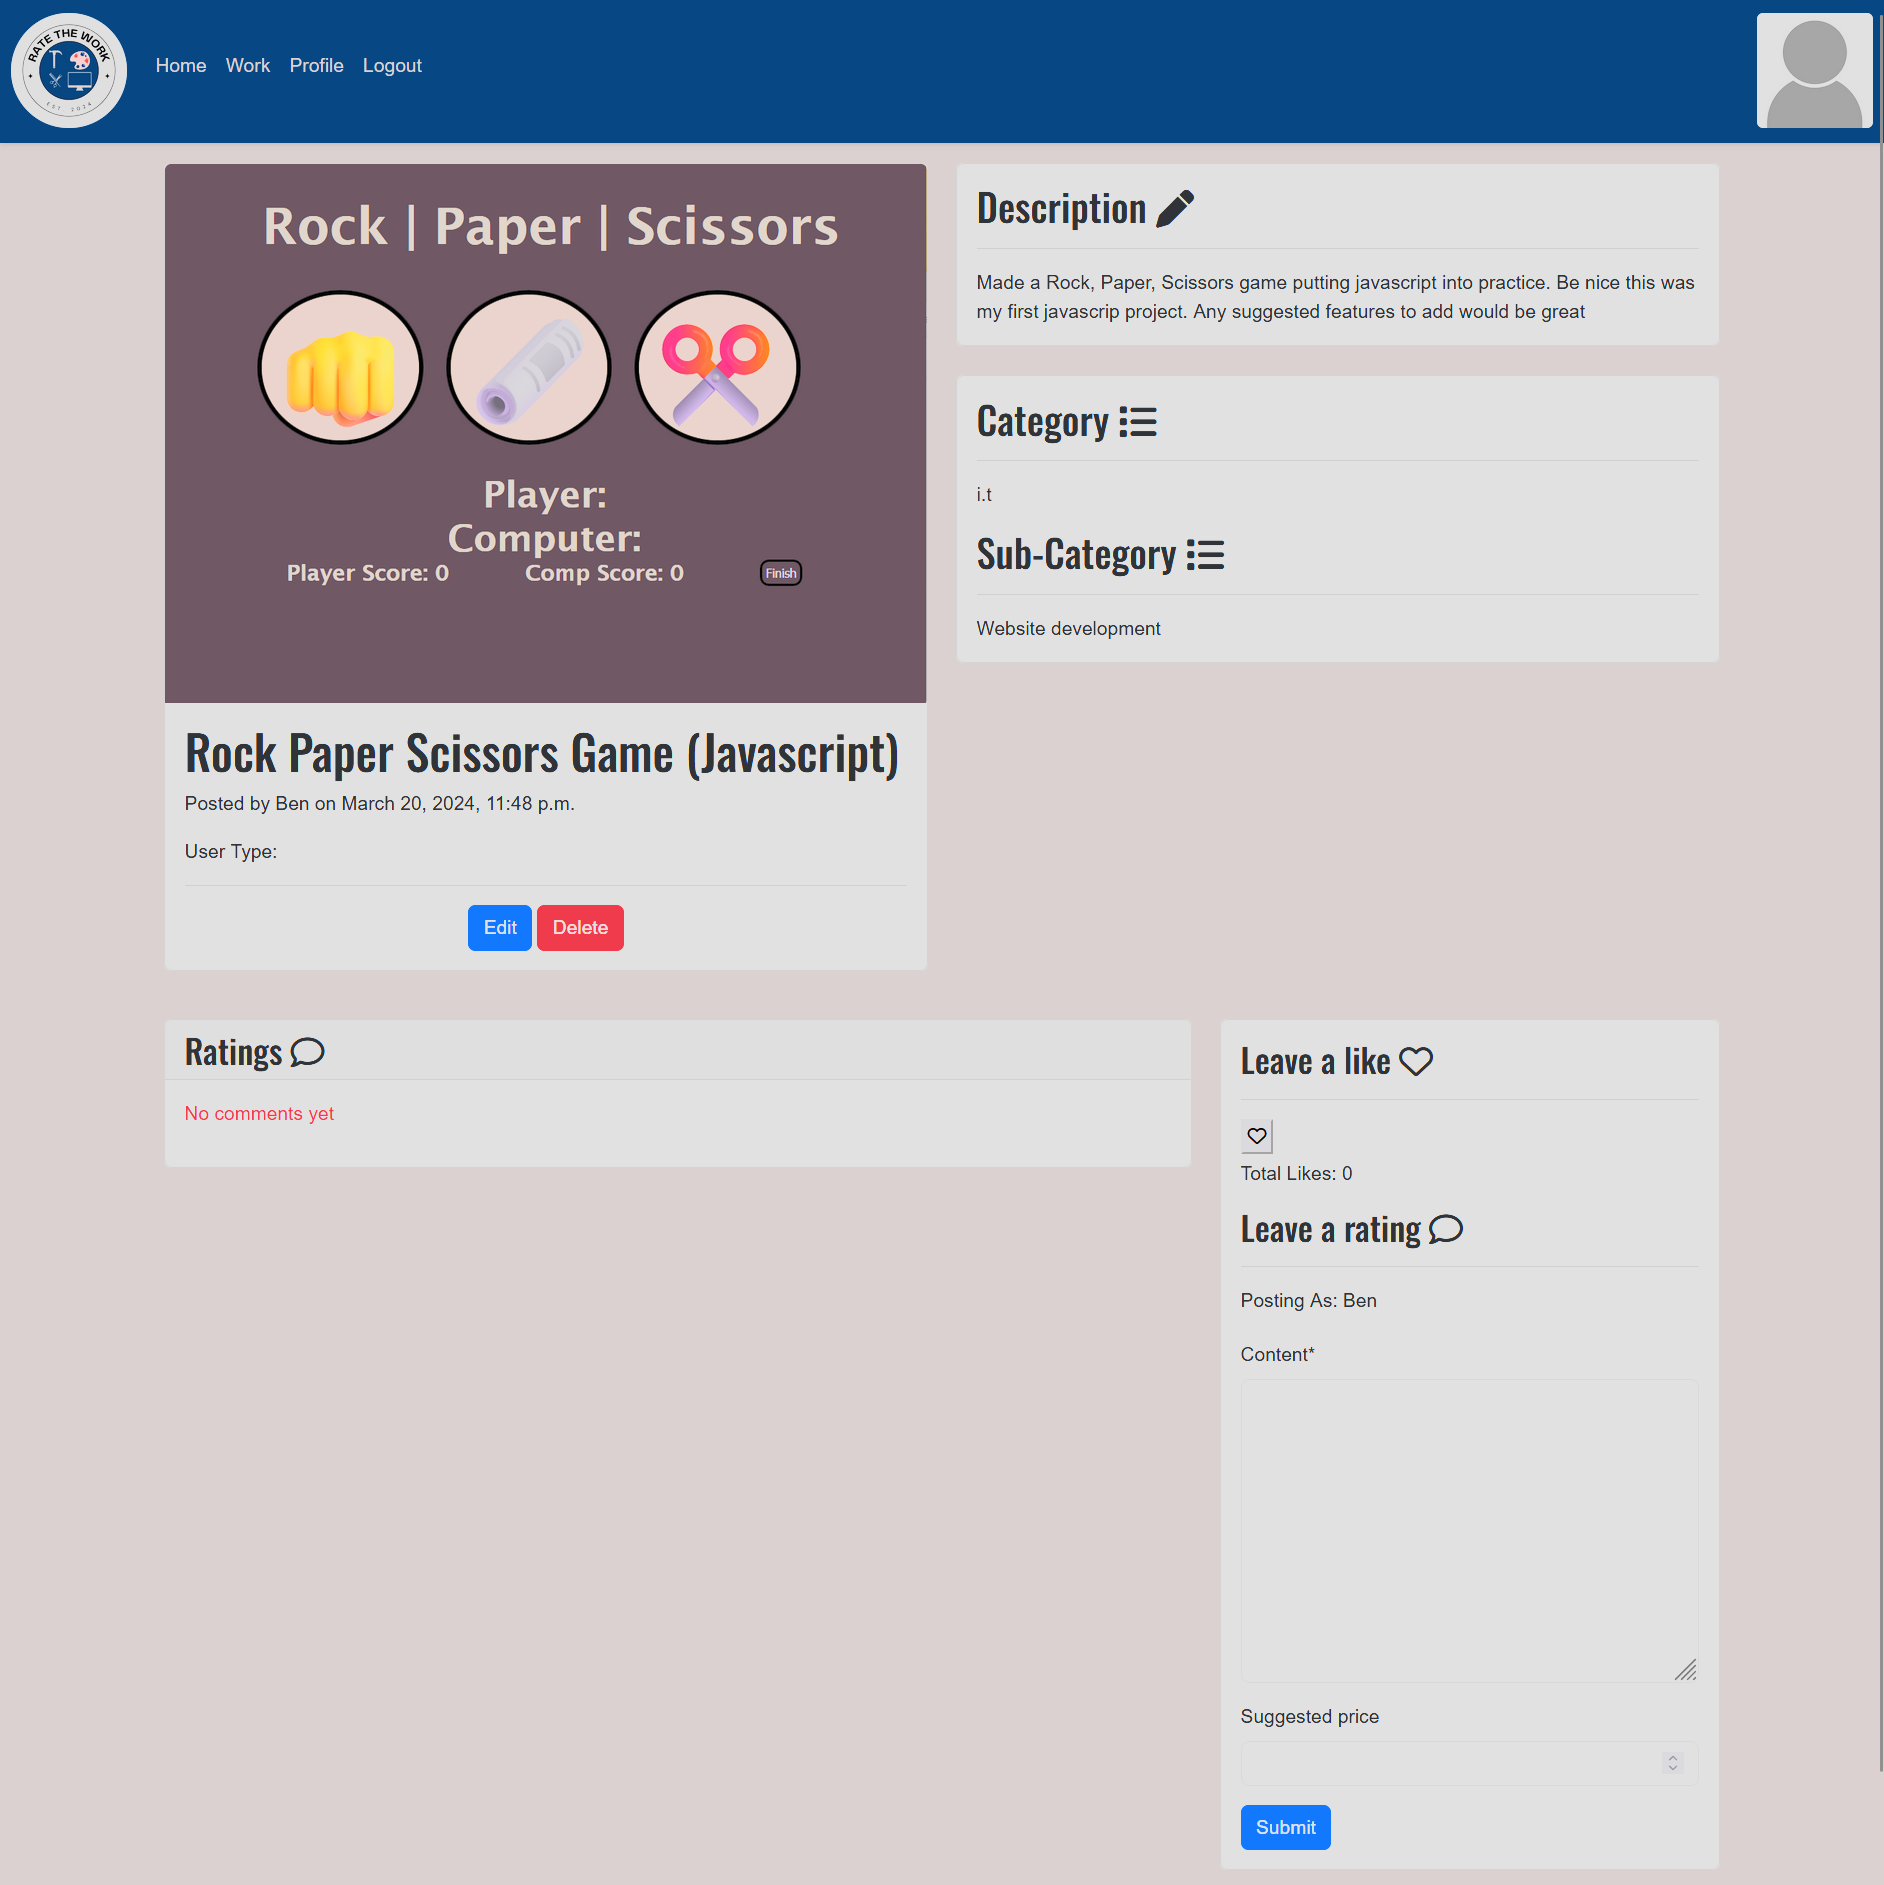 RATE THE WORK
EST 2024
Home Work Profile Logout
Rock | Paper | Scissors
Player:
Computer:
Player Score: 0 Comp Score: 0 Finish
Rock Paper Scissors Game (Javascript)
Posted by Ben on March 20, 2024, 11:48 p.m.
User Type:
Edit Delete
Description
Made a Rock, Paper, Scissors game putting javascript into practice. Be nice this was
my first javascrip project. Any suggested features to add would be great
Category
i.t
Sub-Category
Website development
Ratings
No comments yet
Leave a like
Total Likes: 0
Leave a rating
Posting As: Ben
Content*
Suggested price
Submit